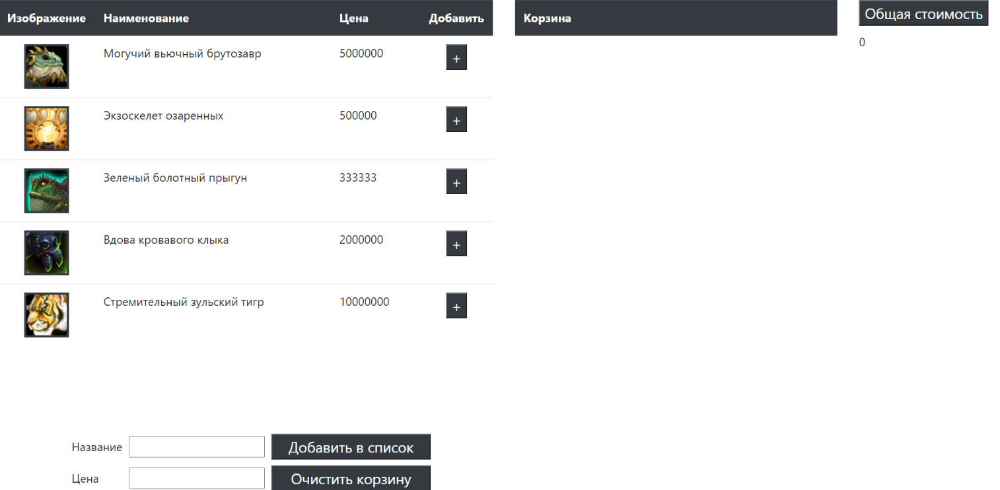 Изображение Наименование Цена Добавить Корзина Общая стоимость
0
Могучий вьючный брутозавр 5000000 +
Экзоскелет озаренных 500000 +
Зеленый болотный прыгун 333333 +
Вдова кровавого клыка 2000000 +
Стремительный зульский тигр 10000000 +
Название Добавить в список
Цена Очистить корзину